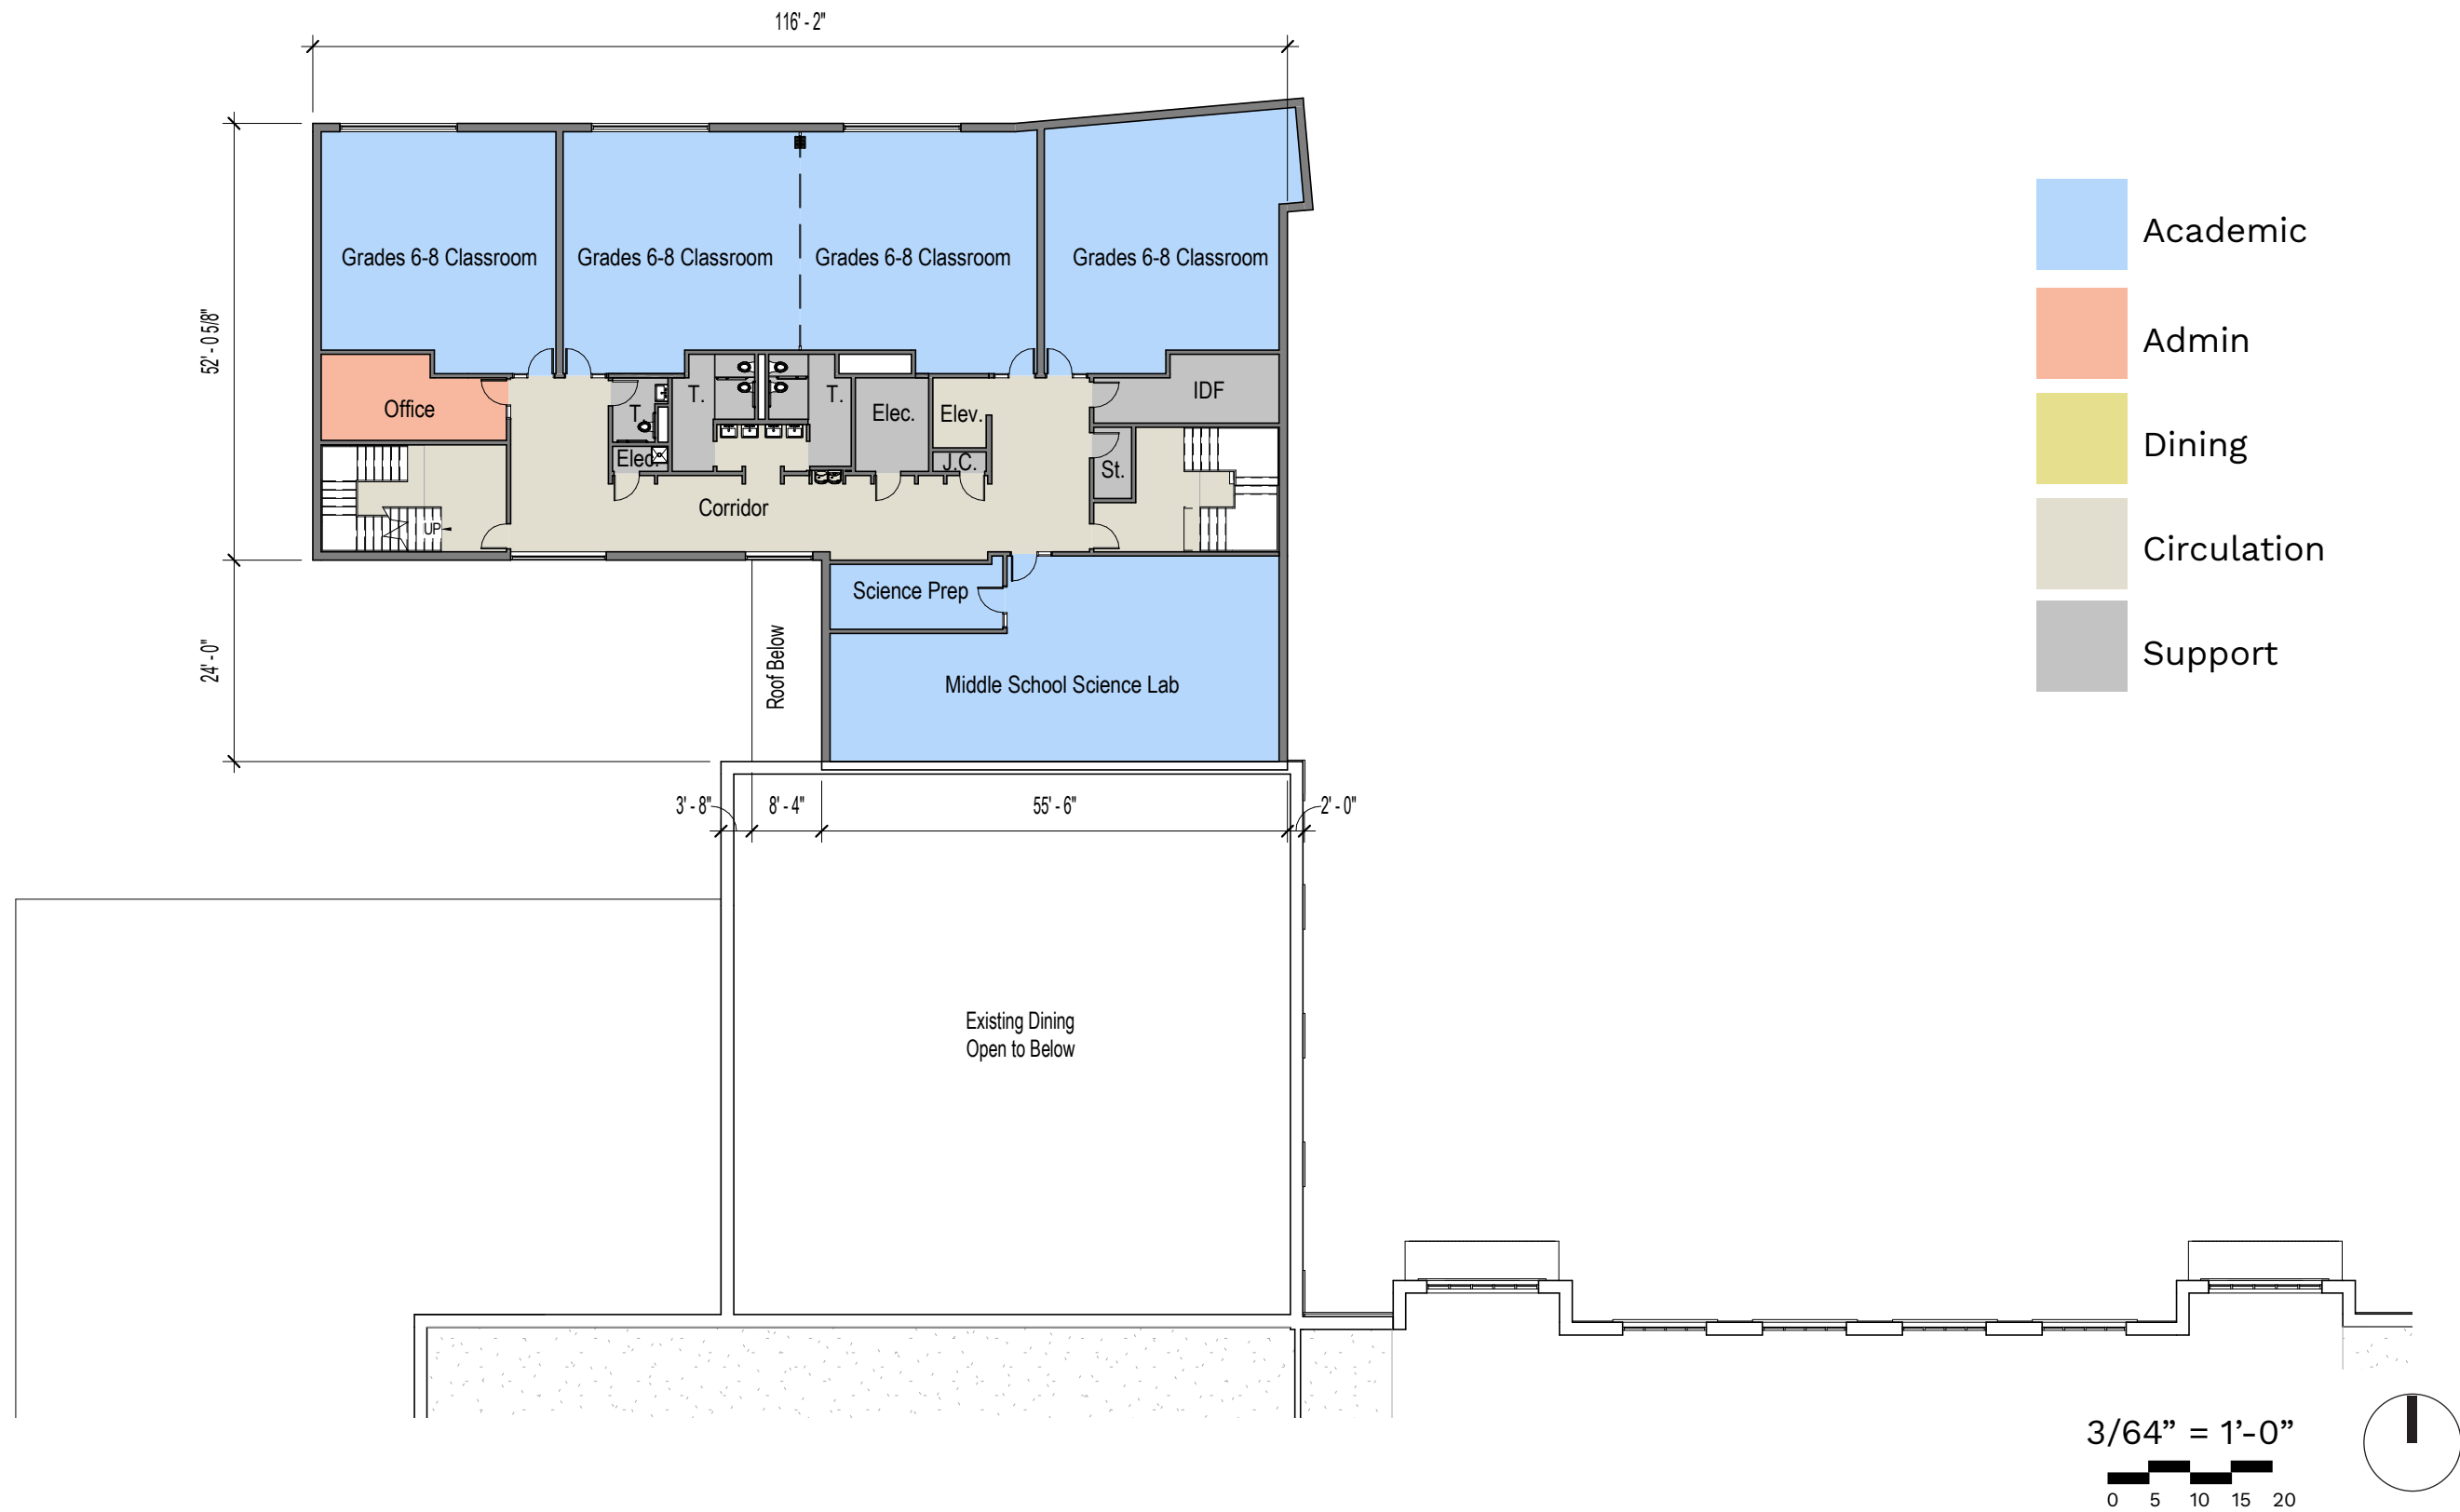 116' - 2"
52' - 0 5/8"
24' - 0"
Grades 6-8 Classroom
Grades 6-8 Classroom
Grades 6-8 Classroom
Grades 6-8 Classroom
Office
T.
T.
T.
Elec.
Elev.
IDF
Elec.
J.C.
St.
UP
Corridor
Science Prep
Roof Below
Middle School Science Lab
3' - 8"
8' - 4"
55' - 6"
2' - 0"
Existing Dining
Open to Below
Academic
Admin
Dining
Circulation
Support
3/64” = 1’-0”
0 5 10 15 20